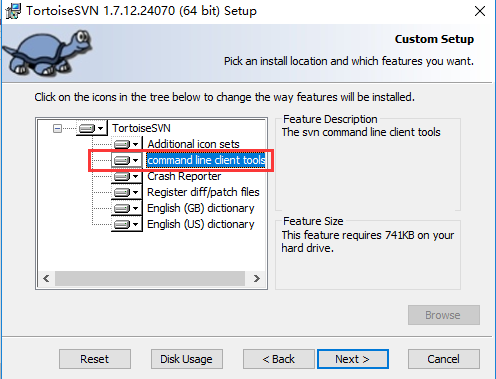 TortoiseSVN 1.7.12.24070 (64 bit) Setup
Custom Setup
Pick an install location and which features you want.
Click on the icons in the tree below to change the way features will be installed.
TortoiseSVN
Additional icon sets
command line client tools
Crash Reporter
Register diff/patch files
English (GB) dictionary
English (US) dictionary
Feature Description
The svn command line client tools
Feature Size
This feature requires 741KB on your
hard drive.
Browse
Reset
Disk Usage
< Back
Next >
Cancel